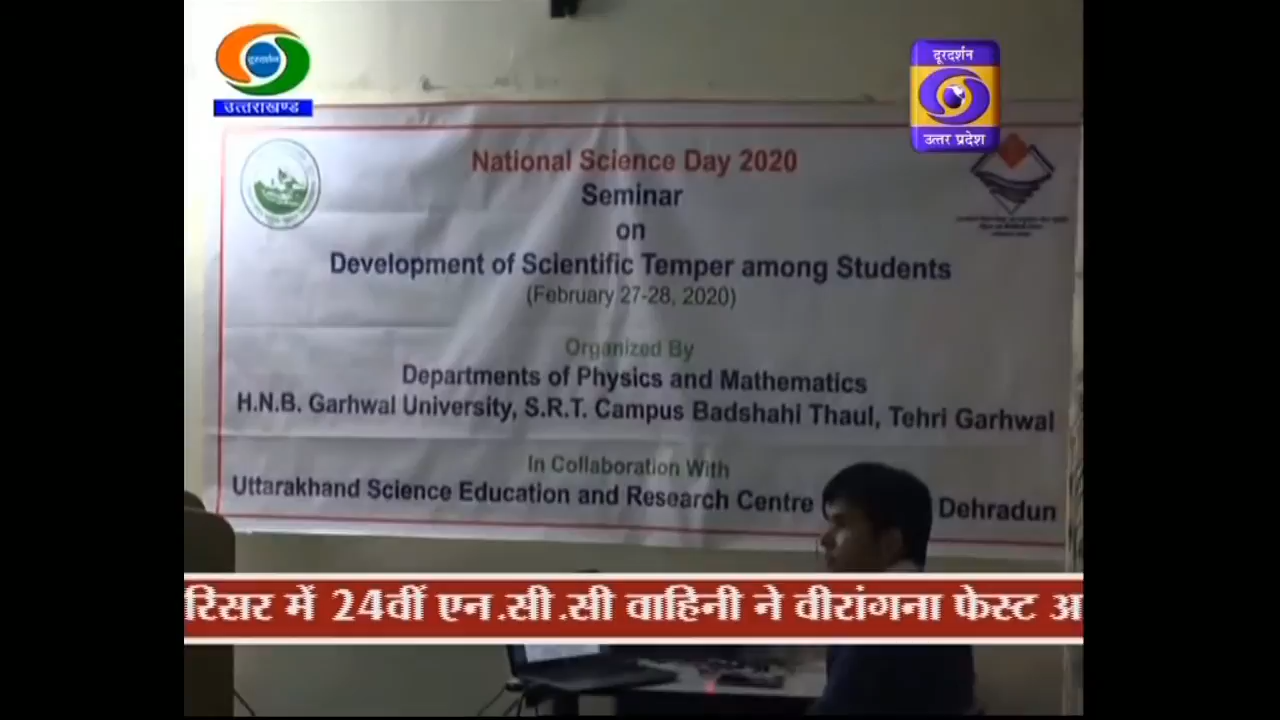 दूरदर्शन
उत्तराखण्ड
दूरदर्शन
उत्तर प्रदेश
National Science Day 2020
Seminar
on
Development of Scientific Temper among Students
(February 27-28, 2020)
Organized By
Departments of Physics and Mathematics
H.N.B. Garhwal University, S.R.T. Campus Badshahi Thaul, Tehri Garhwal
In Collaboration With
Uttarakhand Science Education and Research Centre Dehradun
रिसर में 24वीं एन.सी.सी वाहिनी ने वीरांगना फेस्ट अ